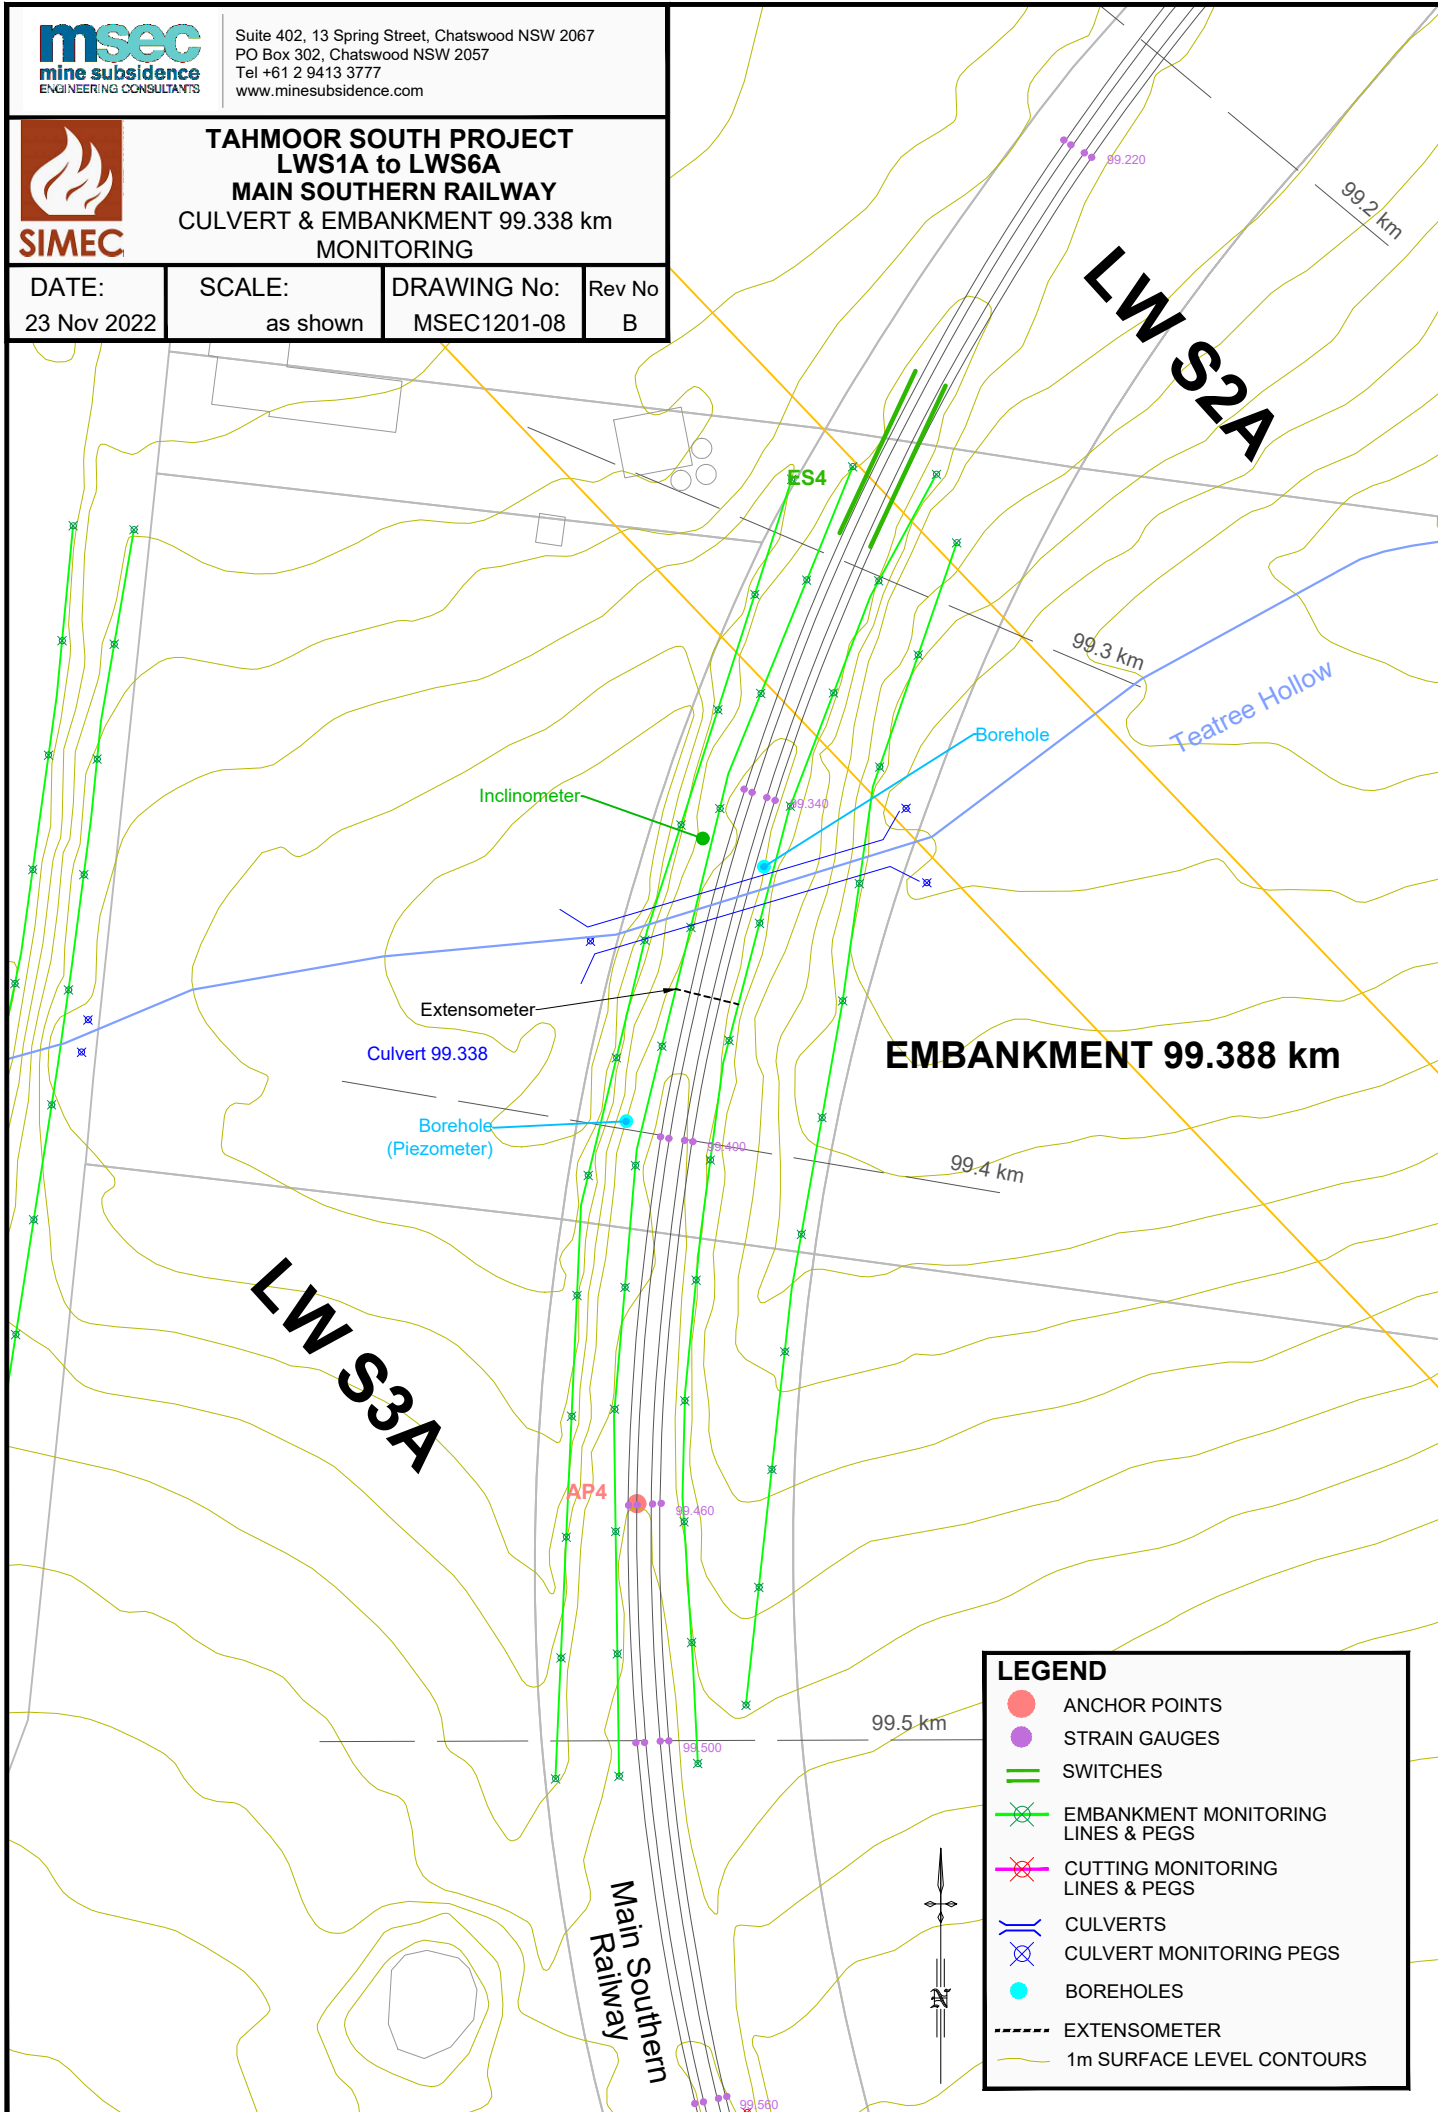 msec
mine subsidence
ENGINEERING CONSULTANTS
Suite 402, 13 Spring Street, Chatswood NSW 2067
PO Box 302, Chatswood NSW 2057
Tel +61 2 9413 3777
www.minesubsidence.com
SIMEC
TAHMOOR SOUTH PROJECT
LWS1A to LWS6A
MAIN SOUTHERN RAILWAY
CULVERT & EMBANKMENT 99.338 km
MONITORING
DATE:
23 Nov 2022
SCALE:
as shown
DRAWING No:
MSEC1201-08
Rev No
B
99.220
99.2 km
LW S2A
ES4
99.3 km
Teatree Hollow
Borehole
Inclinometer
99.340
Extensometer
Culvert 99.338
EMBANKMENT 99.388 km
Borehole
(Piezometer)
99.400
99.4 km
LW S3A
AP4
99.460
99.5 km
99.500
Main Southern
Railway
99.560
N
LEGEND
ANCHOR POINTS
STRAIN GAUGES
SWITCHES
EMBANKMENT MONITORING
LINES & PEGS
CUTTING MONITORING
LINES & PEGS
CULVERTS
CULVERT MONITORING PEGS
BOREHOLES
EXTENSOMETER
1m SURFACE LEVEL CONTOURS